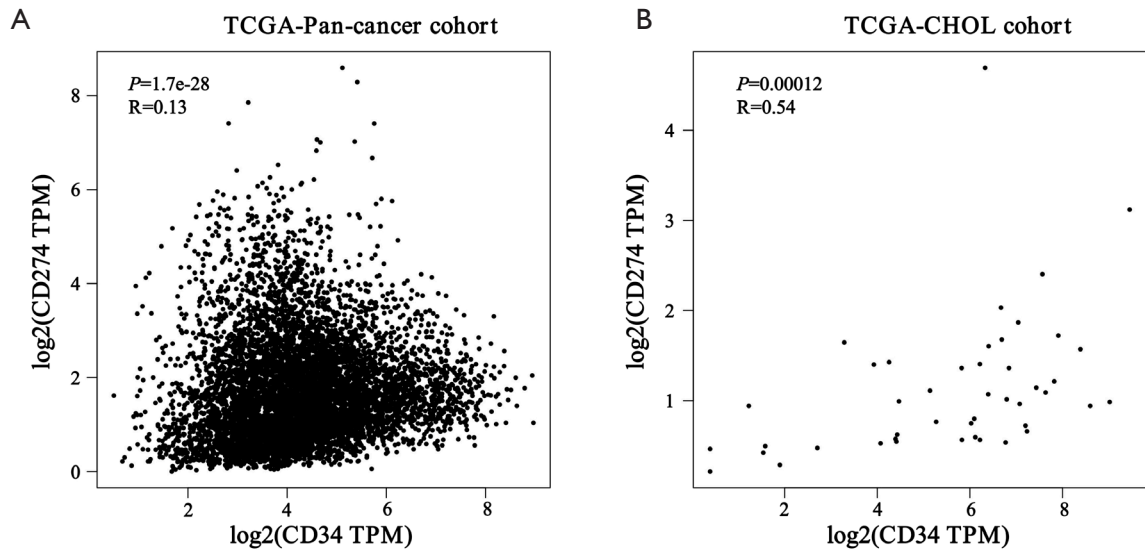 A
TCGA-Pan-cancer cohort
P=1.7e-28
R=0.13
log2(CD274 TPM)
8
6
4
2
0
2
4
6
8
log2(CD34 TPM)
B
TCGA-CHOL cohort
P=0.00012
R=0.54
log2(CD274 TPM)
4
3
2
1
2
4
6
8
log2(CD34 TPM)